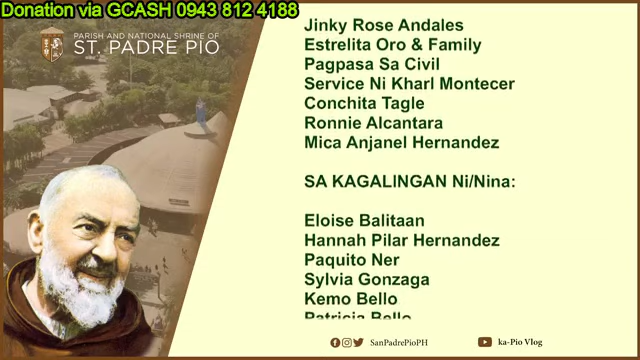 Donation via GCASH 0943 812 4188
PARISH AND NATIONAL SHRINE OF
ST. PADRE PIO
Jinky Rose Andales
Estrelita Oro & Family
Pagpasa Sa Civil
Service Ni Kharl Montecer
Conchita Tagle
Ronnie Alcantara
Mica Anjanel Hernandez
SA KAGALINGAN Ni/Nina:
Eloise Balitaan
Hannah Pilar Hernandez
Paquito Ner
Sylvia Gonzaga
Kemo Bello
Patricia Bello
SanPadrePioPH
ka-Pio Vlog